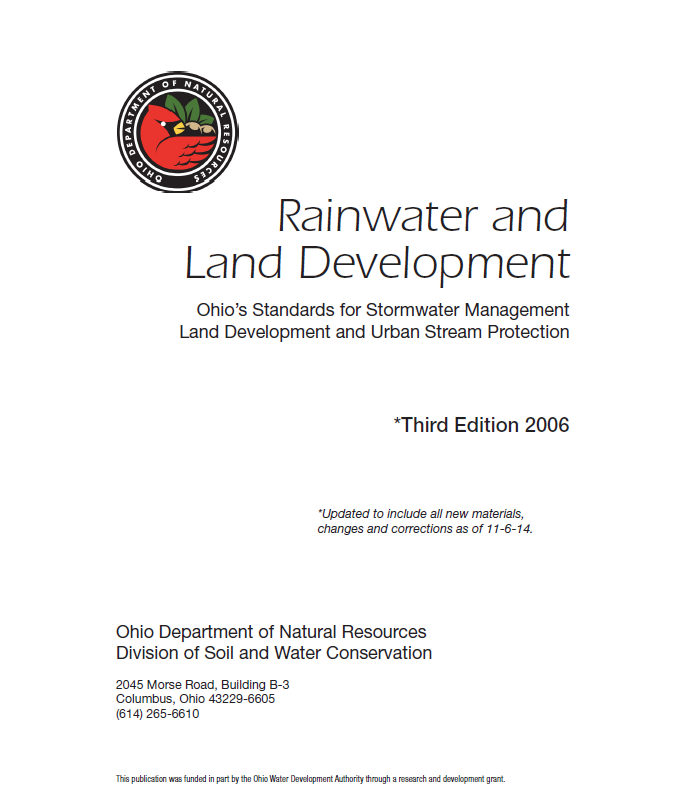 OHIO DEPARTMENT OF NATURAL RESOURCES
Rainwater and
Land Development
Ohio's Standards for Stormwater Management
Land Development and Urban Stream Protection
*Third Edition 2006
*Updated to include all new materials,
changes and corrections as of 11-6-14.
Ohio Department of Natural Resources
Division of Soil and Water Conservation
2045 Morse Road, Building B-3
Columbus, Ohio 43229-6605
(614) 265-6610
This publication was funded in part by the Ohio Water Development Authority through a research and development grant.